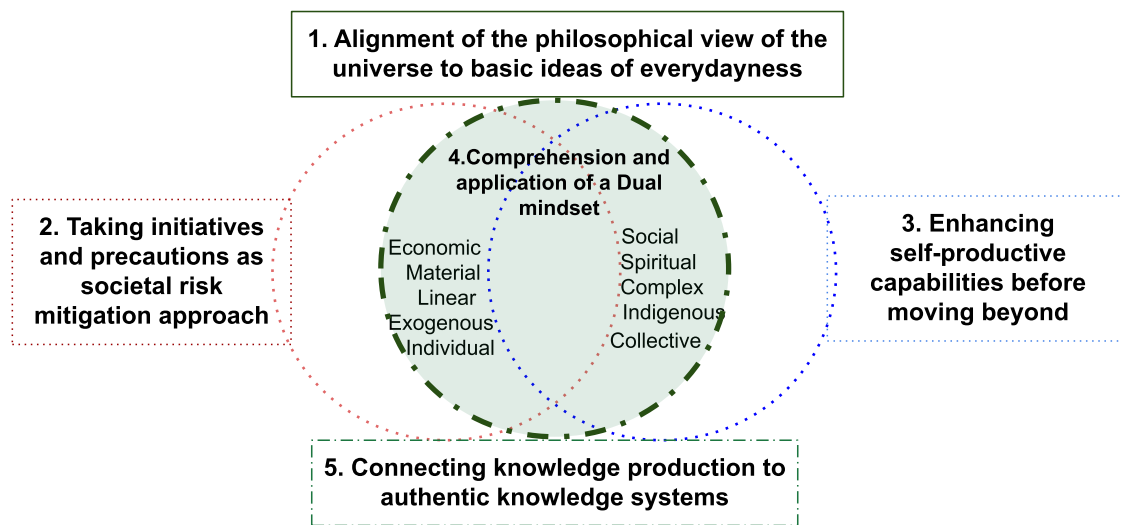 1. Alignment of the philosophical view of the
universe to basic ideas of everydayness
4.Comprehension and
application of a Dual
mindset
2. Taking initiatives
and precautions as
societal risk
mitigation approach
Economic
Material
Linear
Exogenous
Individual
Social
Spiritual
Complex
Indigenous
Collective
3. Enhancing
self-productive
capabilities before
moving beyond
5. Connecting knowledge production to
authentic knowledge systems